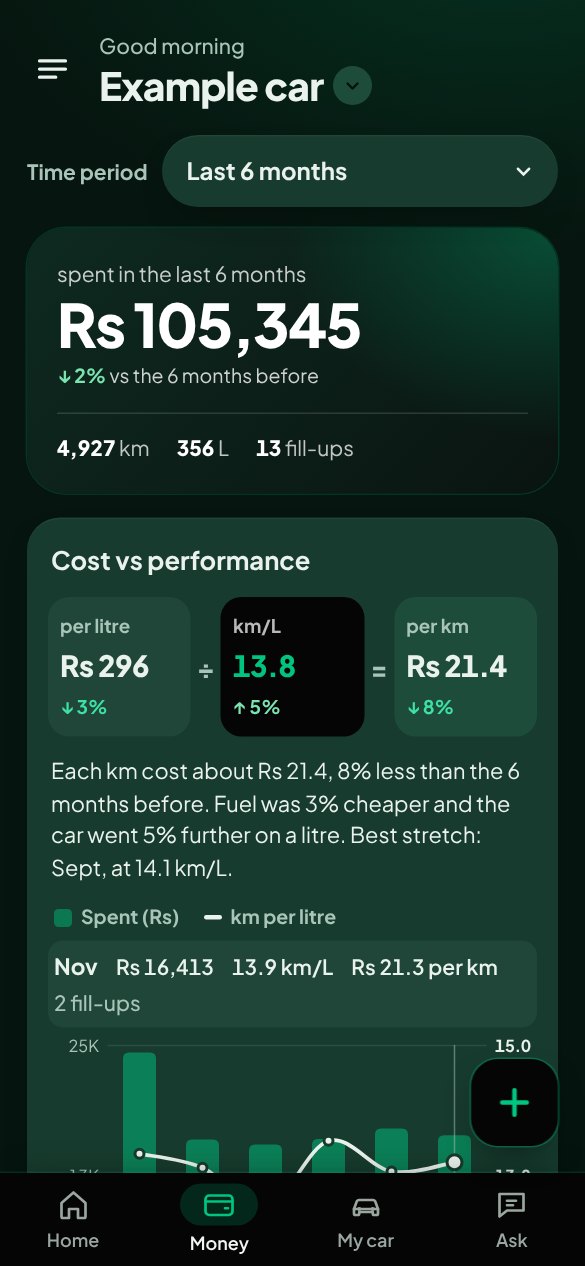 Good morning
Example car
Time period
Last 6 months
spent in the last 6 months
Rs 105,345
↓2% vs the 6 months before
4,927 km 356 L 13 fill-ups
Cost vs performance
per litre km/L per km
Rs 296 ÷ 13.8 = Rs 21.4
↓3% ↑5% ↓8%
Each km cost about Rs 21.4, 8% less than the 6
months before. Fuel was 3% cheaper and the
car went 5% further on a litre. Best stretch:
Sept, at 14.1 km/L.
Spent (Rs) km per litre
Nov Rs 16,413 13.9 km/L Rs 21.3 per km
2 fill-ups
25K 15.0
Home Money My car Ask